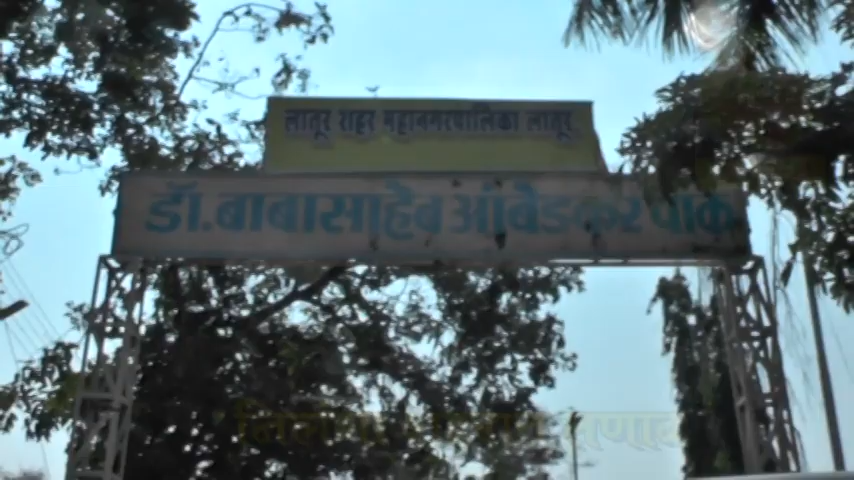 लातूर शहर महानगरपालिका लातूर
डॉ.बाबासाहेब आंबेडकर पार्क